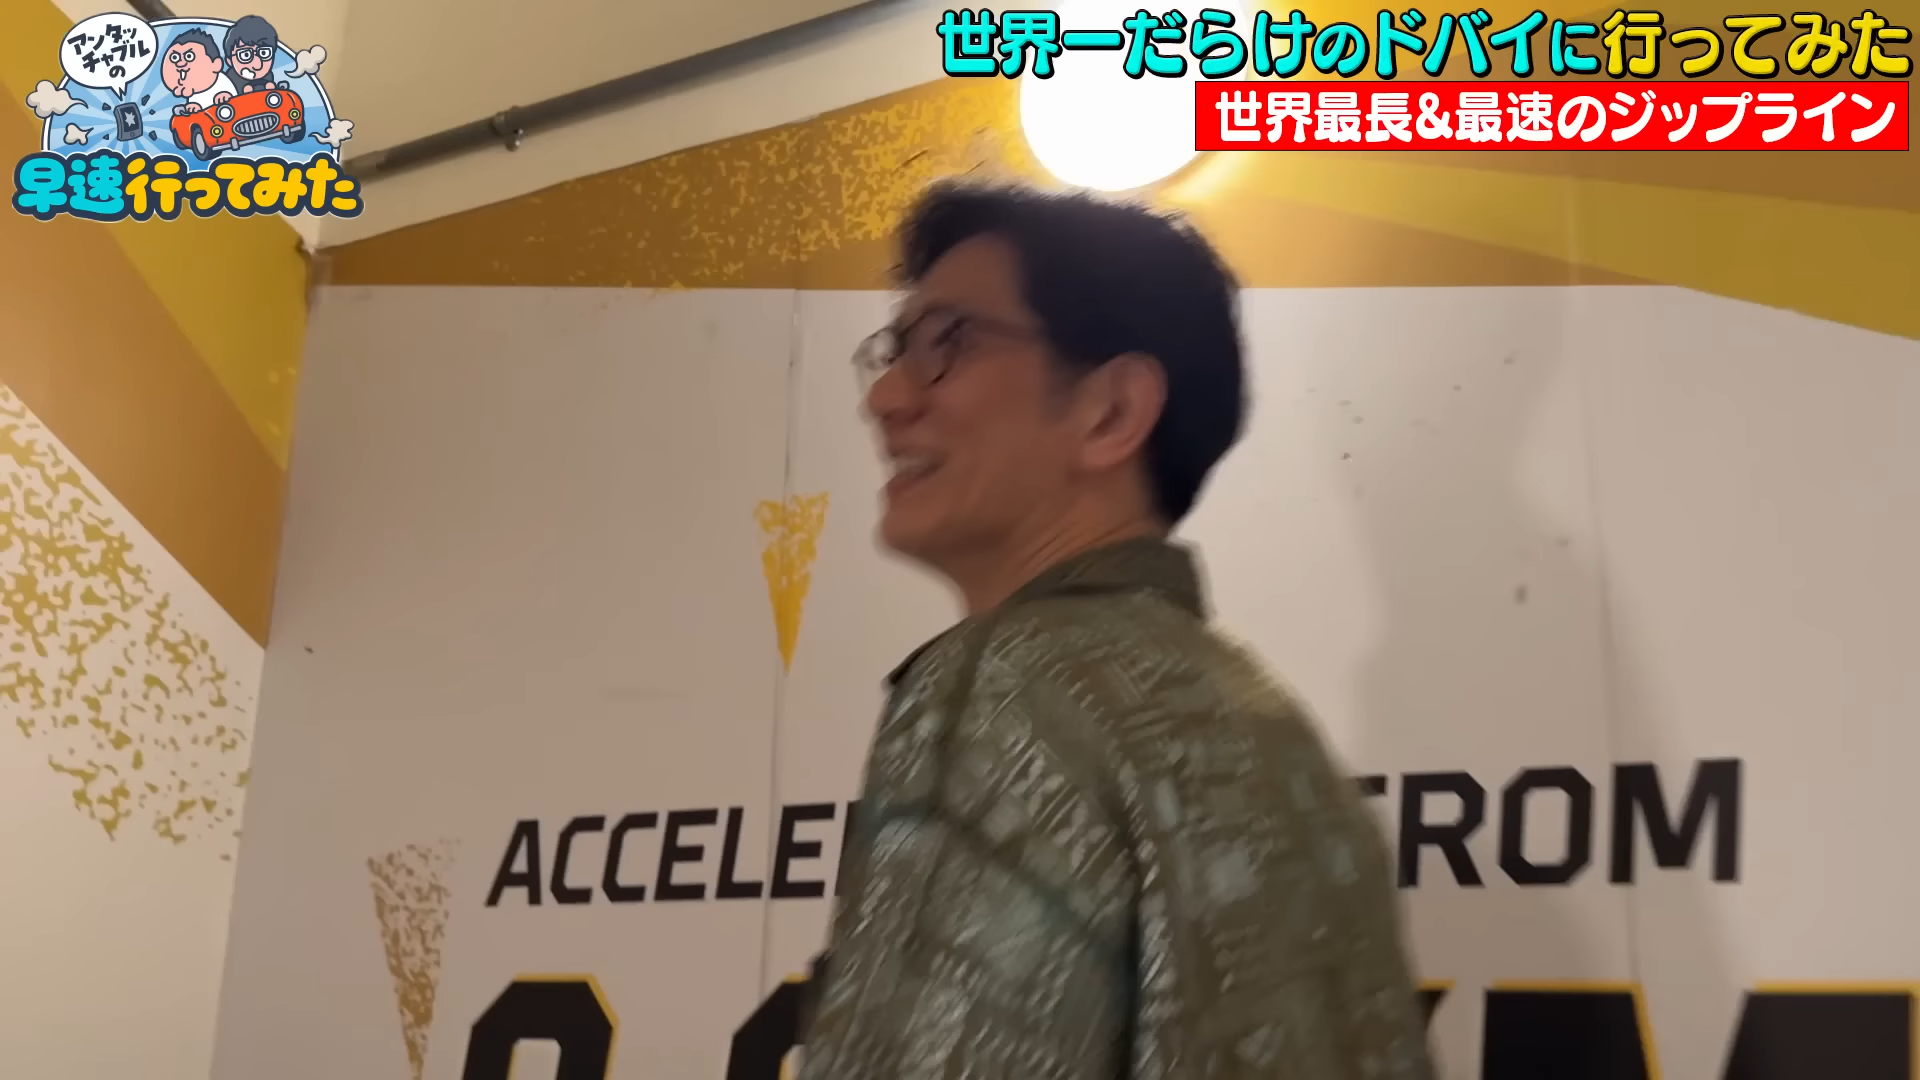 アンタッ
チャブル
の
早速行ってみた
世界一だらけのドバイに行ってみた
世界最長&最速のジップライン
ACCELE
FROM